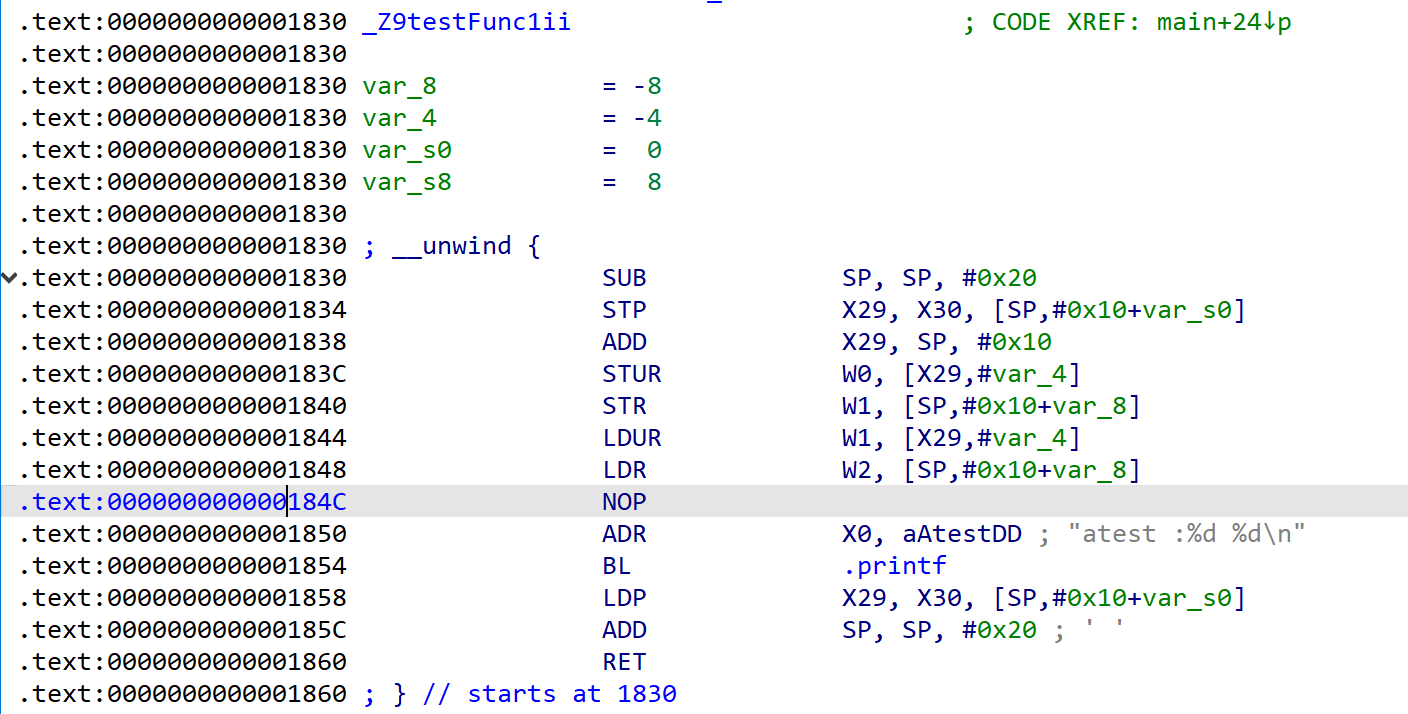 .text:0000000000001830 _Z9testFunc1ii                          ; CODE XREF: main+24↓p
.text:0000000000001830
.text:0000000000001830 var_8           = -8
.text:0000000000001830 var_4           = -4
.text:0000000000001830 var_s0          =  0
.text:0000000000001830 var_s8          =  8
.text:0000000000001830
.text:0000000000001830 ; __unwind {
.text:0000000000001830                 SUB             SP, SP, #0x20
.text:0000000000001834                 STP             X29, X30, [SP,#0x10+var_s0]
.text:0000000000001838                 ADD             X29, SP, #0x10
.text:000000000000183C                 STUR            W0, [X29,#var_4]
.text:0000000000001840                 STR             W1, [SP,#0x10+var_8]
.text:0000000000001844                 LDUR            W1, [X29,#var_4]
.text:0000000000001848                 LDR             W2, [SP,#0x10+var_8]
.text:000000000000184C                 NOP
.text:0000000000001850                 ADR             X0, aAtestDD ; "atest :%d %d\n"
.text:0000000000001854                 BL              .printf
.text:0000000000001858                 LDP             X29, X30, [SP,#0x10+var_s0]
.text:000000000000185C                 ADD             SP, SP, #0x20 ; ' '
.text:0000000000001860                 RET
.text:0000000000001860 ; } // starts at 1830